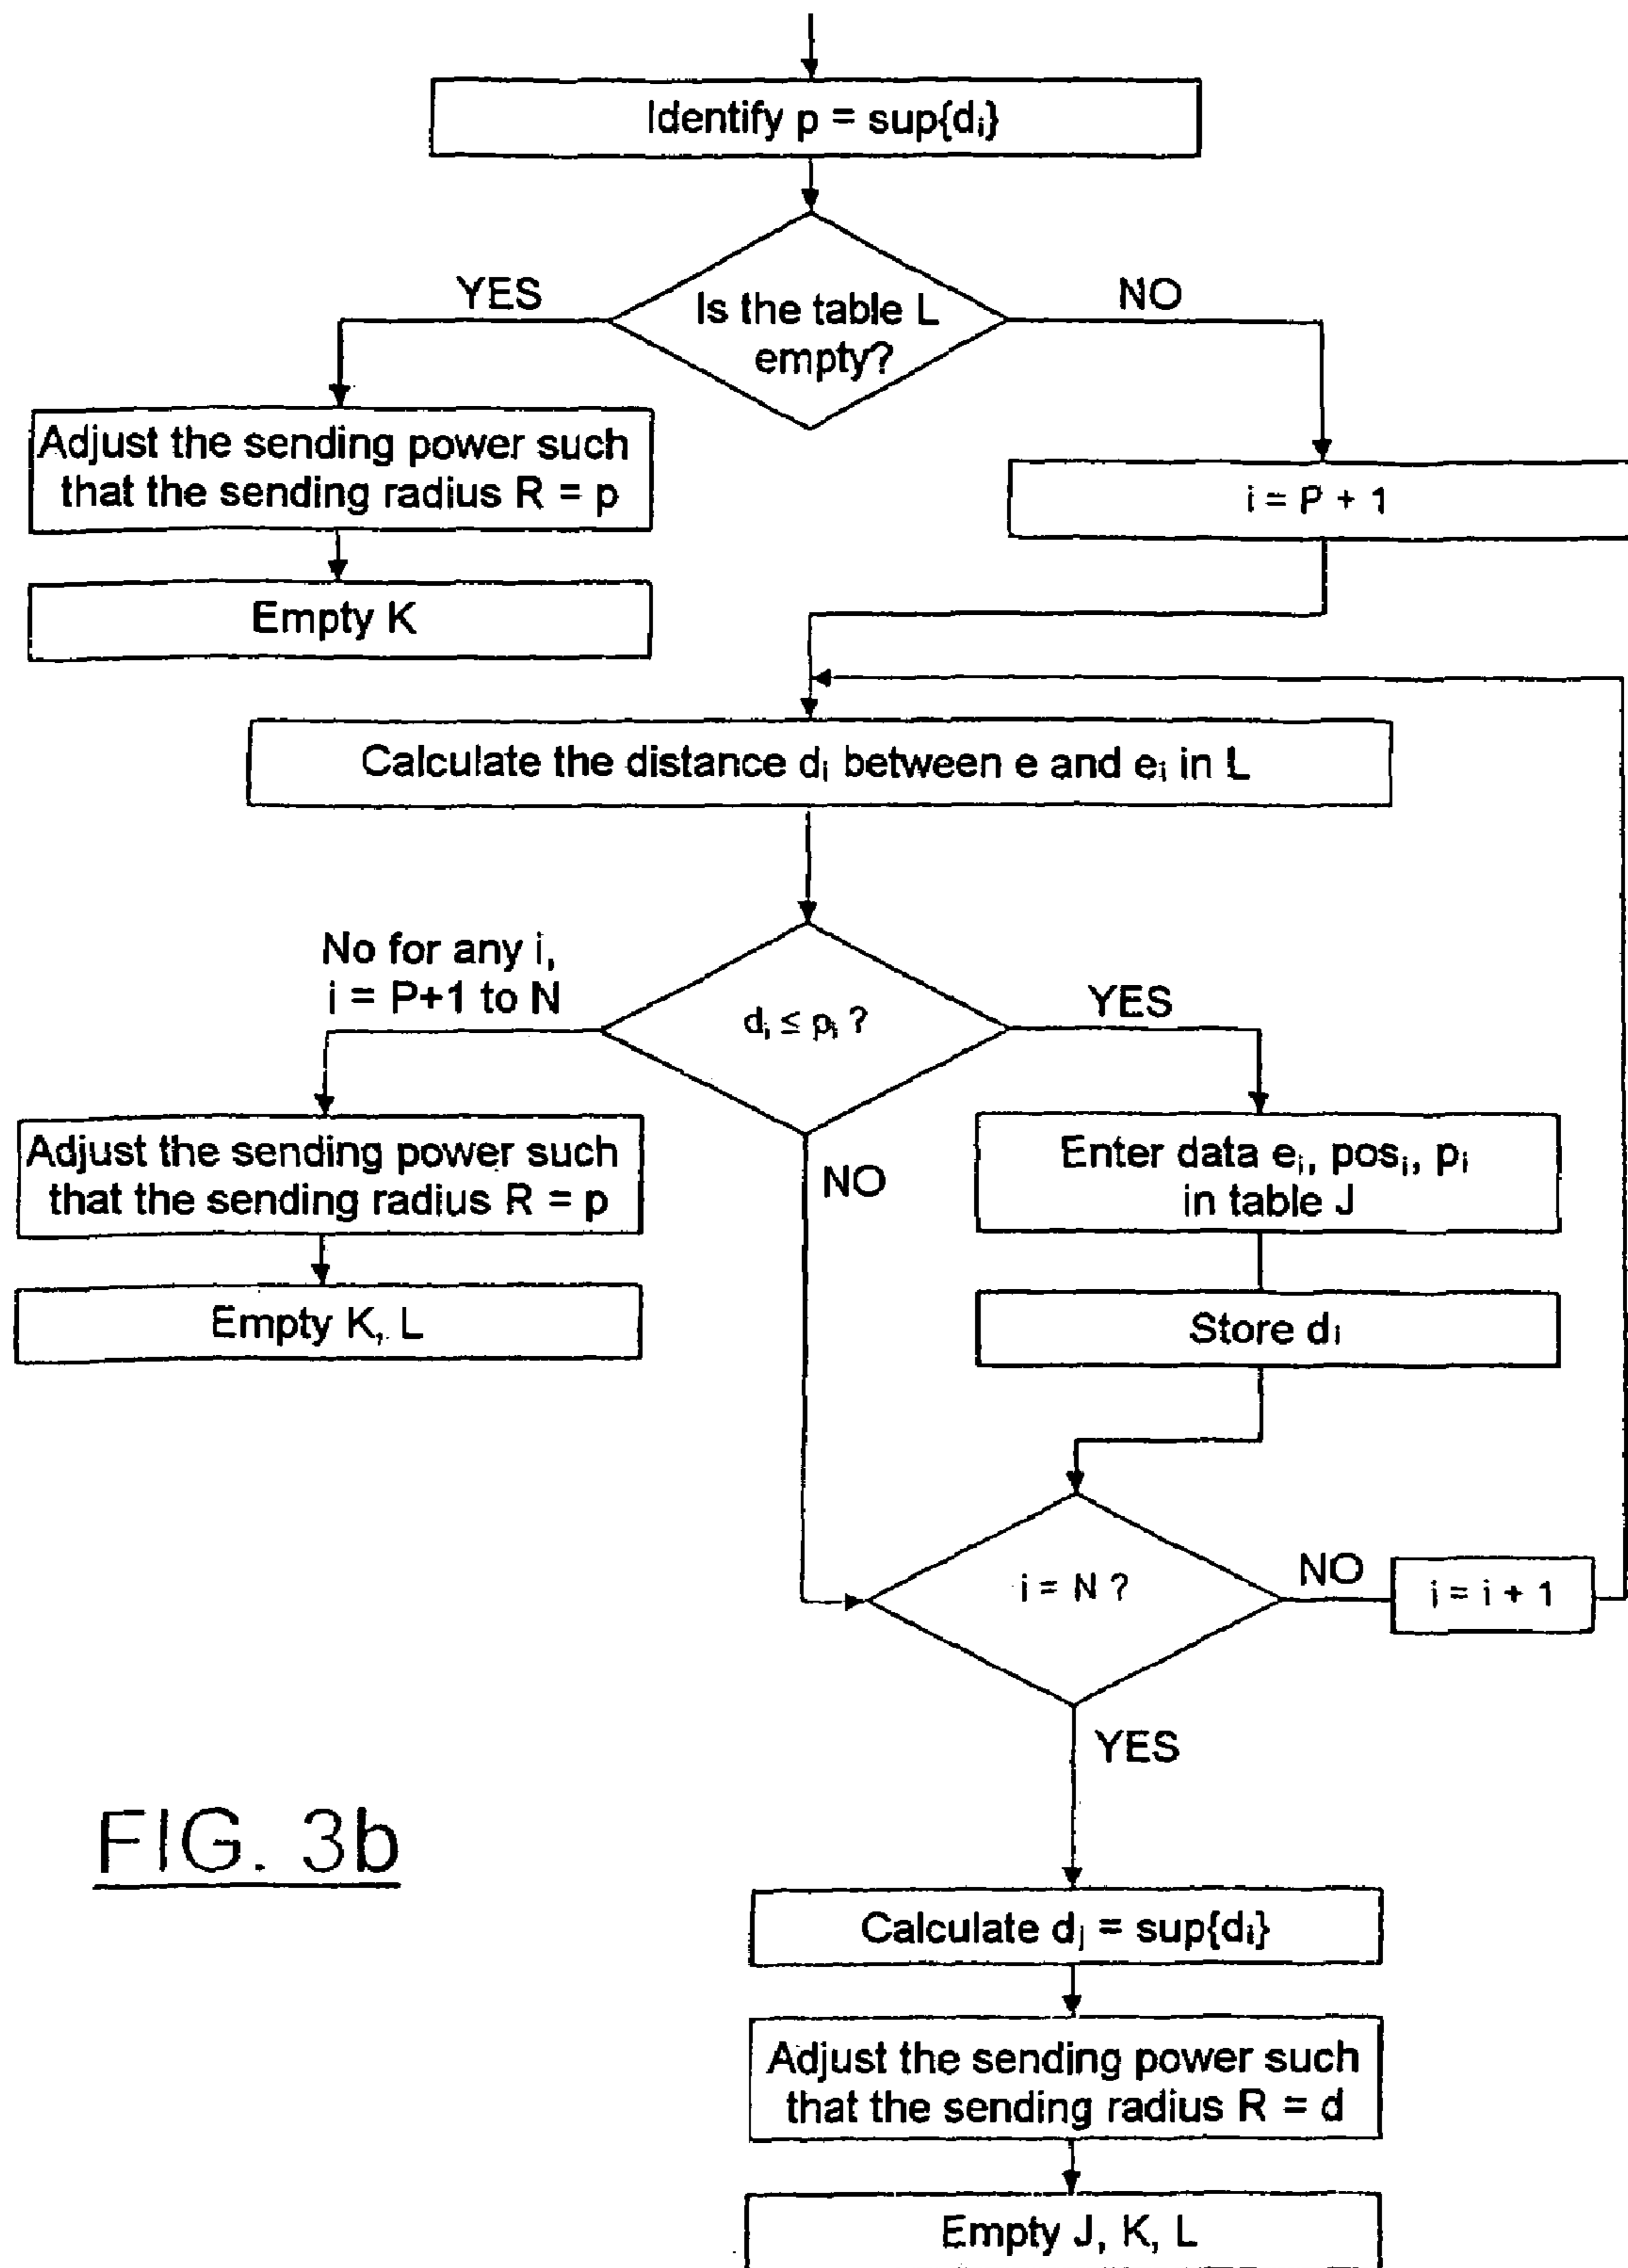 Identify p = sup{dᵢ}
YES
NO
Is the table L
empty?
Adjust the sending power such
that the sending radius R = p
i = P + 1
Empty K
Calculate the distance dᵢ between e and eᵢ in L
No for any i,
i = P+1 to N
dᵢ ≤ pᵢ ?
YES
Adjust the sending power such
that the sending radius R = p
NO
Enter data eᵢ, posᵢ, pᵢ
in table J
Empty K, L
Store dᵢ
i = N ?
NO
i = i + 1
YES
FIG. 3b
Calculate dⱼ = sup{dᵢ}
Adjust the sending power such
that the sending radius R = d
Empty J, K, L